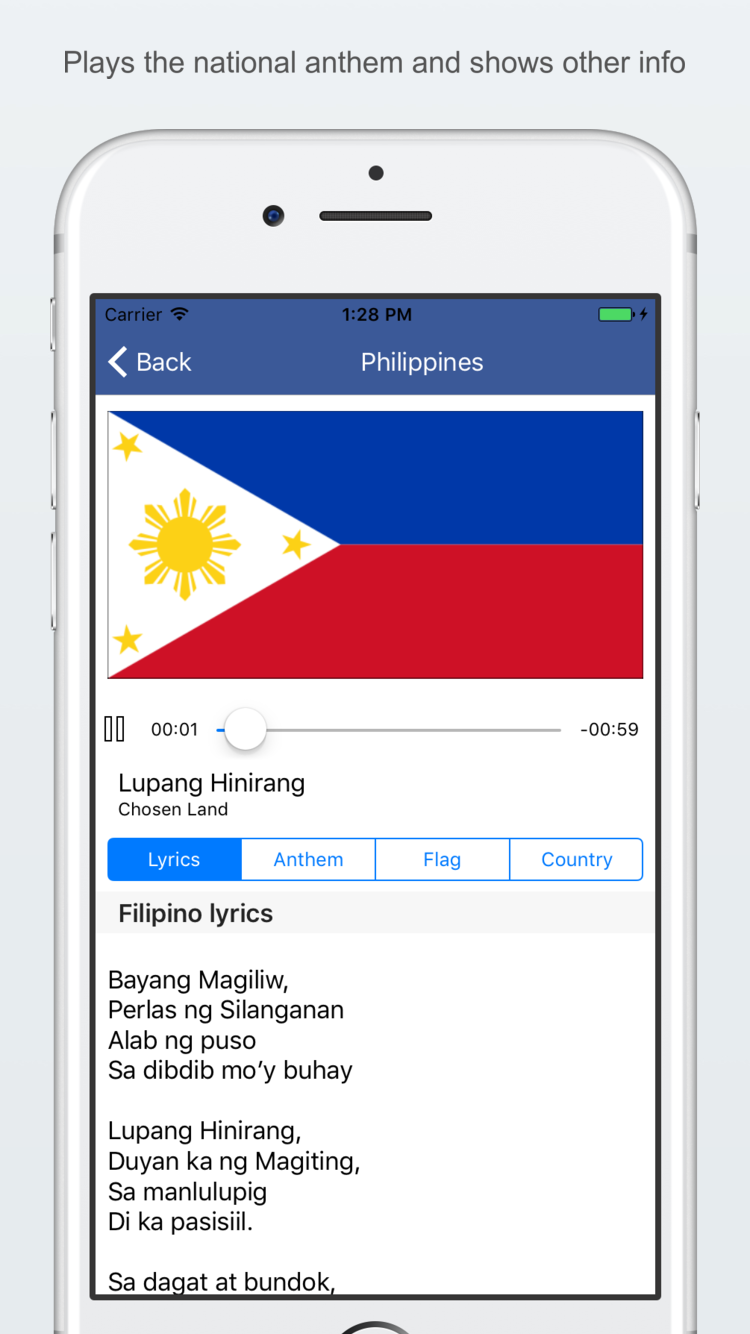 Plays the national anthem and shows other info
Carrier 1:28 PM
Back Philippines
00:01 -00:59
Lupang Hinirang
Chosen Land
Lyrics Anthem Flag Country
Filipino lyrics
Bayang Magiliw,
Perlas ng Silanganan
Alab ng puso
Sa dibdib mo’y buhay
Lupang Hinirang,
Duyan ka ng Magiting,
Sa manlulupig
Di ka pasisiil.
Sa dagat at bundok,